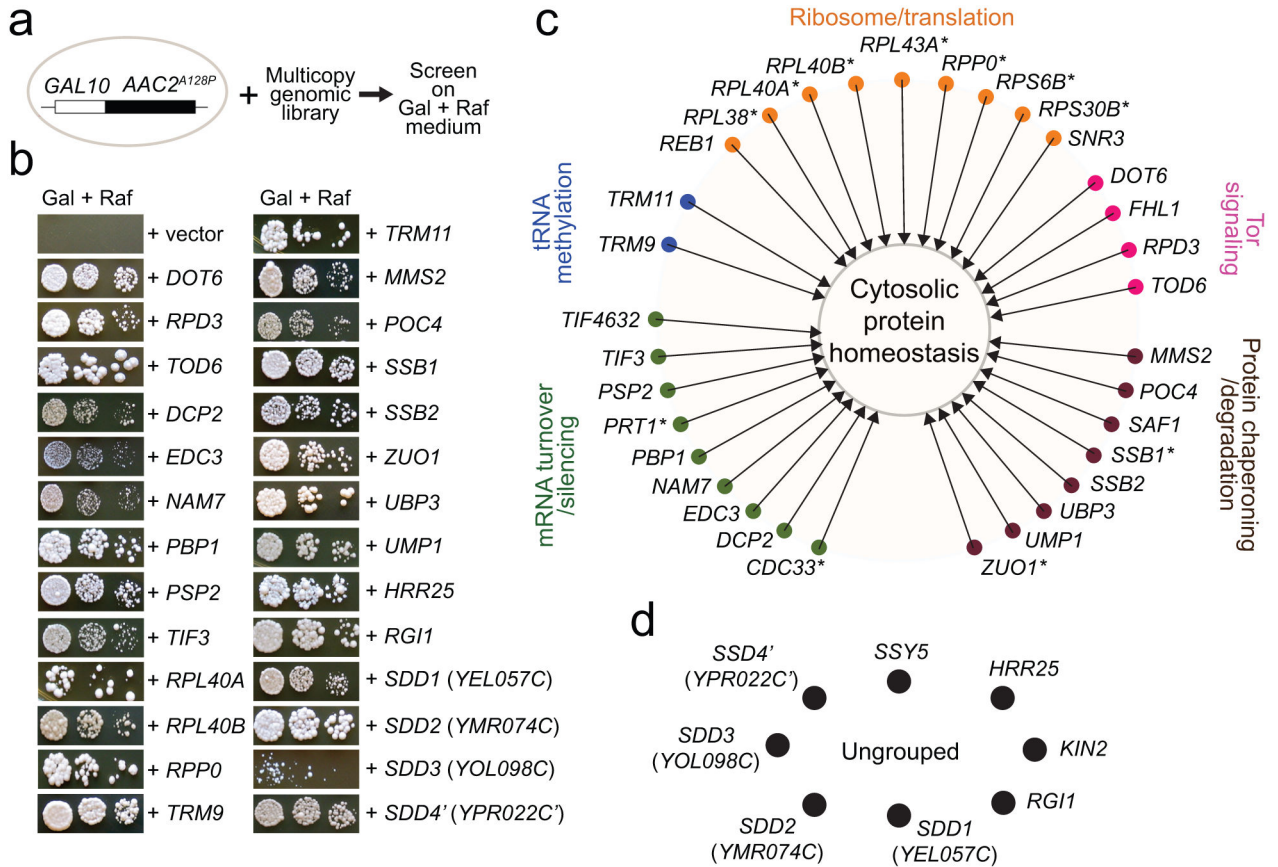 a
GAL10 AAC2A128P
+
Multicopy
genomic
library
Screen
on
Gal + Raf
medium
b
Gal + Raf
+ vector
+ DOT6
+ RPD3
+ TOD6
+ DCP2
+ EDC3
+ NAM7
+ PBP1
+ PSP2
+ TIF3
+ RPL40A
+ RPL40B
+ RPP0
+ TRM9
Gal + Raf
+ TRM11
+ MMS2
+ POC4
+ SSB1
+ SSB2
+ ZUO1
+ UBP3
+ UMP1
+ HRR25
+ RGI1
+ SDD1 (YEL057C)
+ SDD2 (YMR074C)
+ SDD3 (YOL098C)
+ SDD4' (YPR022C')
c
Ribosome/translation
REB1
RPL38*
RPL40A*
RPL40B*
RPL43A*
RPP0*
RPS6B*
RPS30B*
SNR3
Tor
signaling
DOT6
FHL1
RPD3
TOD6
Protein chaperoning
/degradation
MMS2
POC4
SAF1
SSB1*
SSB2
UBP3
UMP1
ZUO1*
mRNA turnover
/silencing
TIF4632
TIF3
PSP2
PRT1*
PBP1
NAM7
EDC3
DCP2
CDC33*
tRNA
methylation
TRM11
TRM9
Cytosolic
protein
homeostasis
d
SSD4'
(YPR022C')
SSY5
HRR25
SDD3
(YOL098C)
Ungrouped
KIN2
SDD2
(YMR074C)
SDD1
(YEL057C)
RGI1